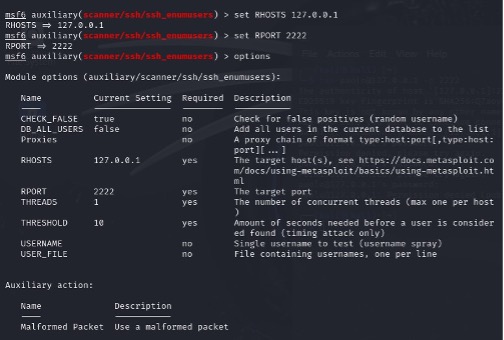 msf6 auxiliary(scanner/ssh/ssh_enumusers) > set RHOSTS 127.0.0.1
RHOSTS ⇒ 127.0.0.1
msf6 auxiliary(scanner/ssh/ssh_enumusers) > set RPORT 2222
RPORT ⇒ 2222
msf6 auxiliary(scanner/ssh/ssh_enumusers) > options
Module options (auxiliary/scanner/ssh/ssh_enumusers):
Name Current Setting Required Description
CHECK_FALSE true no Check for false positives (random username)
DB_ALL_USERS false no Add all users in the current database to the list
Proxies no A proxy chain of format type:host:port[,type:host:
port][...]
RHOSTS 127.0.0.1 yes The target host(s), see https://docs.metasploit.co
m/docs/using-metasploit/basics/using-metasploit.ht
ml
RPORT 2222 yes The target port
THREADS 1 yes The number of concurrent threads (max one per host
)
THRESHOLD 10 yes Amount of seconds needed before a user is consider
ed found (timing attack only)
USERNAME no Single username to test (username spray)
USER_FILE no File containing usernames, one per line
Auxiliary action:
Name Description
Malformed Packet Use a malformed packet